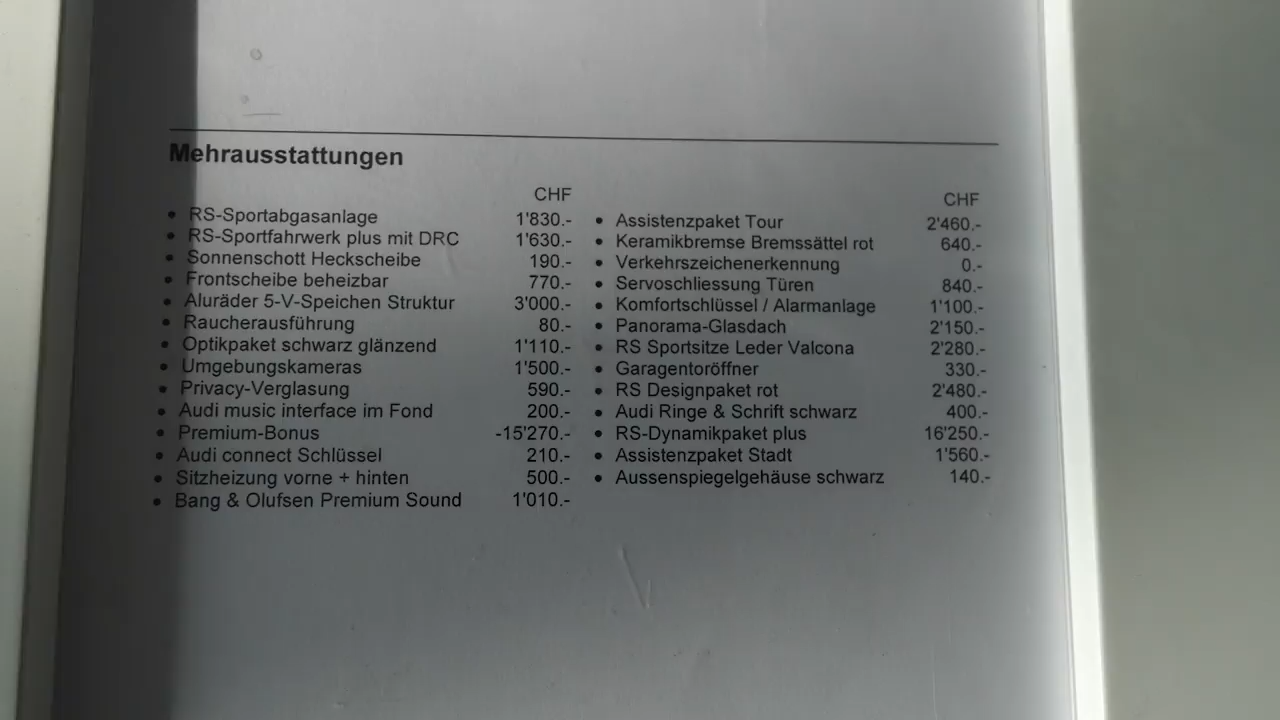 Mehrausstattungen
CHF
• RS-Sportabgasanlage 1'830.-
• RS-Sportfahrwerk plus mit DRC 1'630.-
• Sonnenschott Heckscheibe 190.-
• Frontscheibe beheizbar 770.-
• Aluräder 5-V-Speichen Struktur 3'000.-
• Raucherausführung 80.-
• Optikpaket schwarz glänzend 1'110.-
• Umgebungskameras 1'500.-
• Privacy-Verglasung 590.-
• Audi music interface im Fond 200.-
• Premium-Bonus -15'270.-
• Audi connect Schlüssel 210.-
• Sitzheizung vorne + hinten 500.-
• Bang & Olufsen Premium Sound 1'010.-
CHF
• Assistenzpaket Tour 2'460.-
• Keramikbremse Bremssättel rot 640.-
• Verkehrszeichenerkennung 0.-
• Servoschliessung Türen 840.-
• Komfortschlüssel / Alarmanlage 1'100.-
• Panorama-Glasdach 2'150.-
• RS Sportsitze Leder Valcona 2'280.-
• Garagentoröffner 330.-
• RS Designpaket rot 2'480.-
• Audi Ringe & Schrift schwarz 400.-
• RS-Dynamikpaket plus 16'250.-
• Assistenzpaket Stadt 1'560.-
• Aussenspiegelgehäuse schwarz 140.-